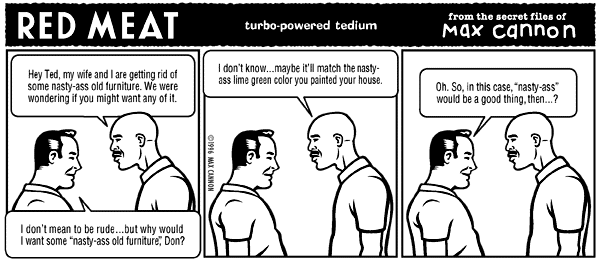 RED MEAT
turbo-powered tedium
from the secret files of
Max cannon
Hey Ted, my wife and I are getting rid of
some nasty-ass old furniture. We were
wondering if you might want any of it.
I don't mean to be rude...but why would
I want some "nasty-ass old furniture," Don?
©1996 MAX CANNON
I don't know...maybe it'll match the nasty-
ass lime green color you painted your house.
Oh. So, in this case, "nasty-ass"
would be a good thing, then...?